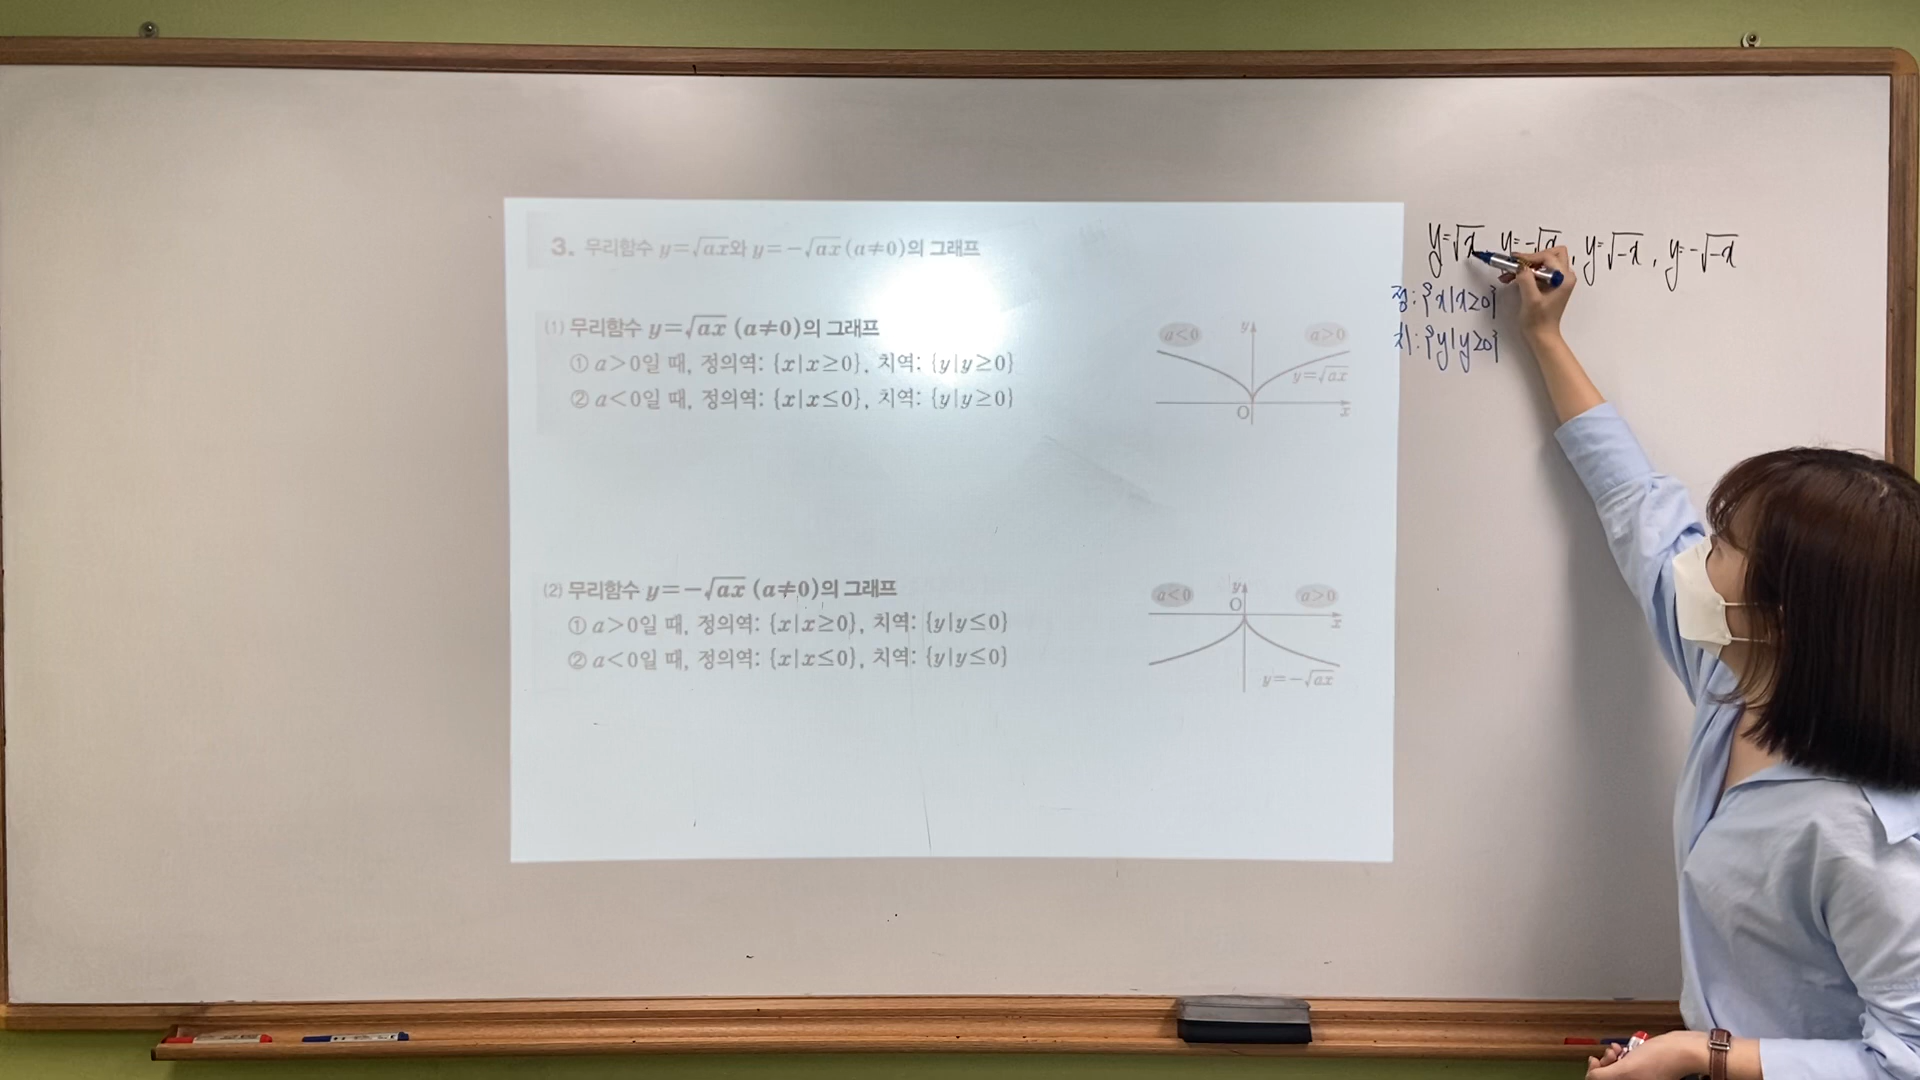 3. 무리함수 y=√ax와 y=−√ax (a≠0)의 그래프
(1) 무리함수 y=√ax (a≠0)의 그래프
① a>0일 때, 정의역: {x|x≥0}, 치역: {y|y≥0}
② a<0일 때, 정의역: {x|x≤0}, 치역: {y|y≥0}
a<0 y a>0
y=√ax
O x
(2) 무리함수 y=−√ax (a≠0)의 그래프
① a>0일 때, 정의역: {x|x≥0}, 치역: {y|y≤0}
② a<0일 때, 정의역: {x|x≤0}, 치역: {y|y≤0}
a<0 y a>0
O x
y=−√ax
y=√x, y=−√x, y=√−x, y=−√−x
정: {x|x≥0}
치: {y|y≥0}